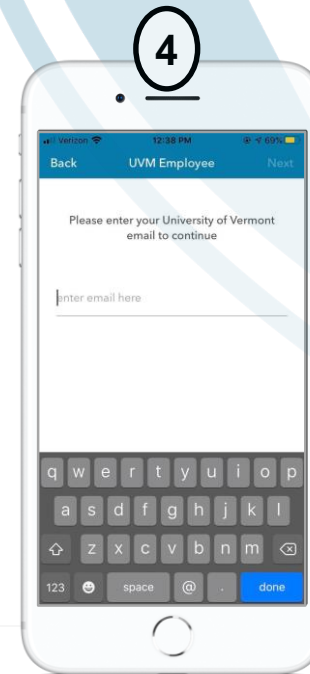 4
Verizon 12:38 PM 69%
Back UVM Employee Next
Please enter your University of Vermont
email to continue
enter email here
q w e r t y u i o p
a s d f g h j k l
z x c v b n m
123 space @ . done